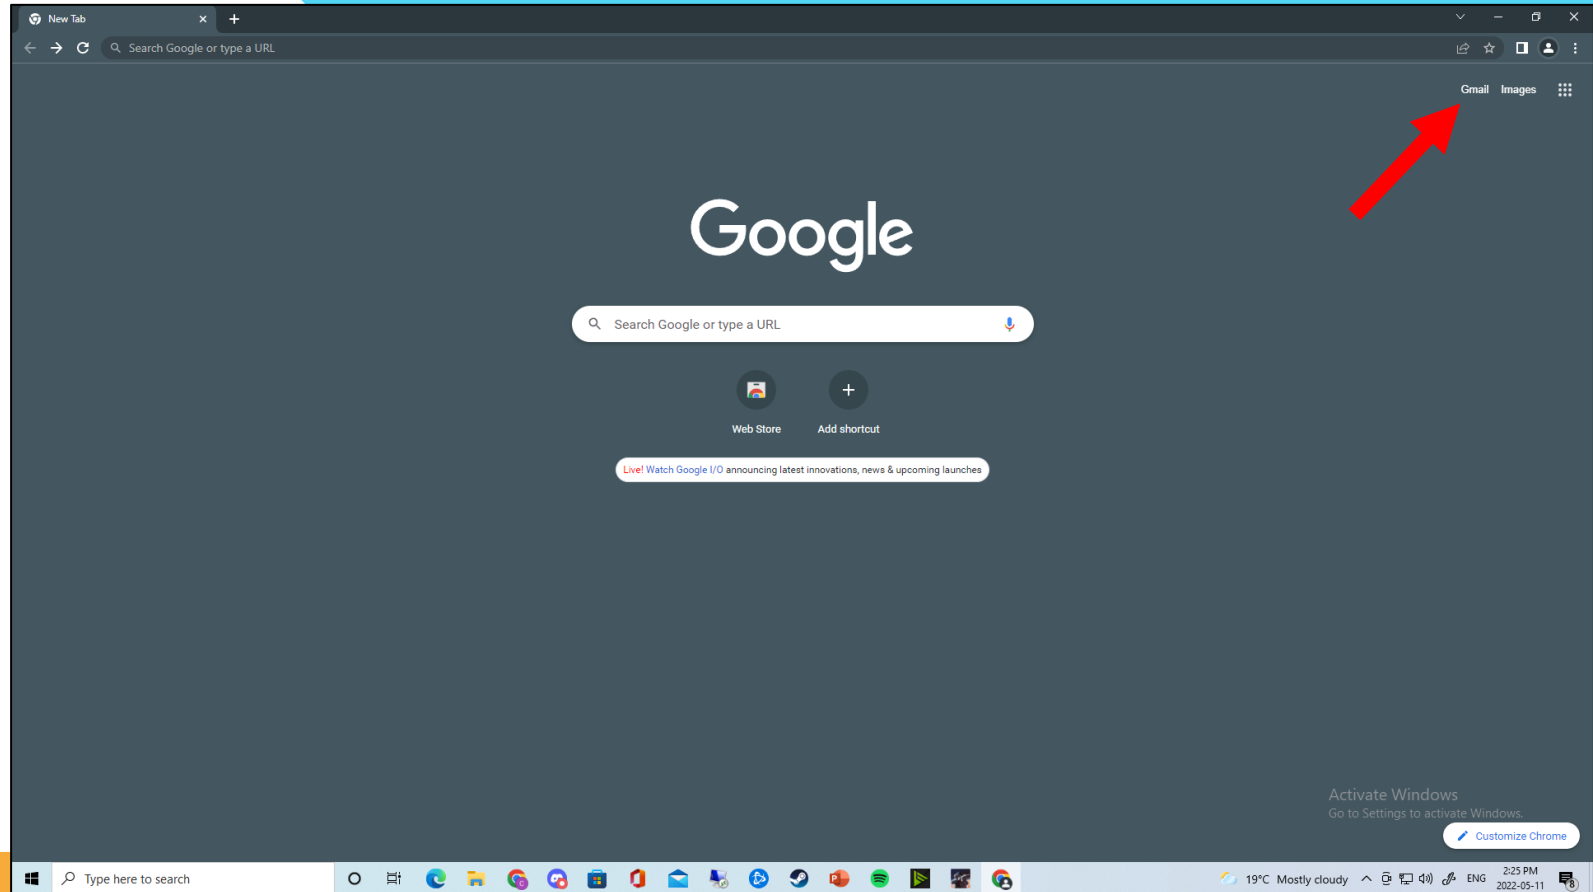 New Tab
Search Google or type a URL
Gmail Images
Google
Search Google or type a URL
Web Store Add shortcut
Live! Watch Google I/O announcing latest innovations, news & upcoming launches
Activate Windows
Go to Settings to activate Windows.
Customize Chrome
Type here to search
19°C Mostly cloudy ENG
2:25 PM
2022-05-11